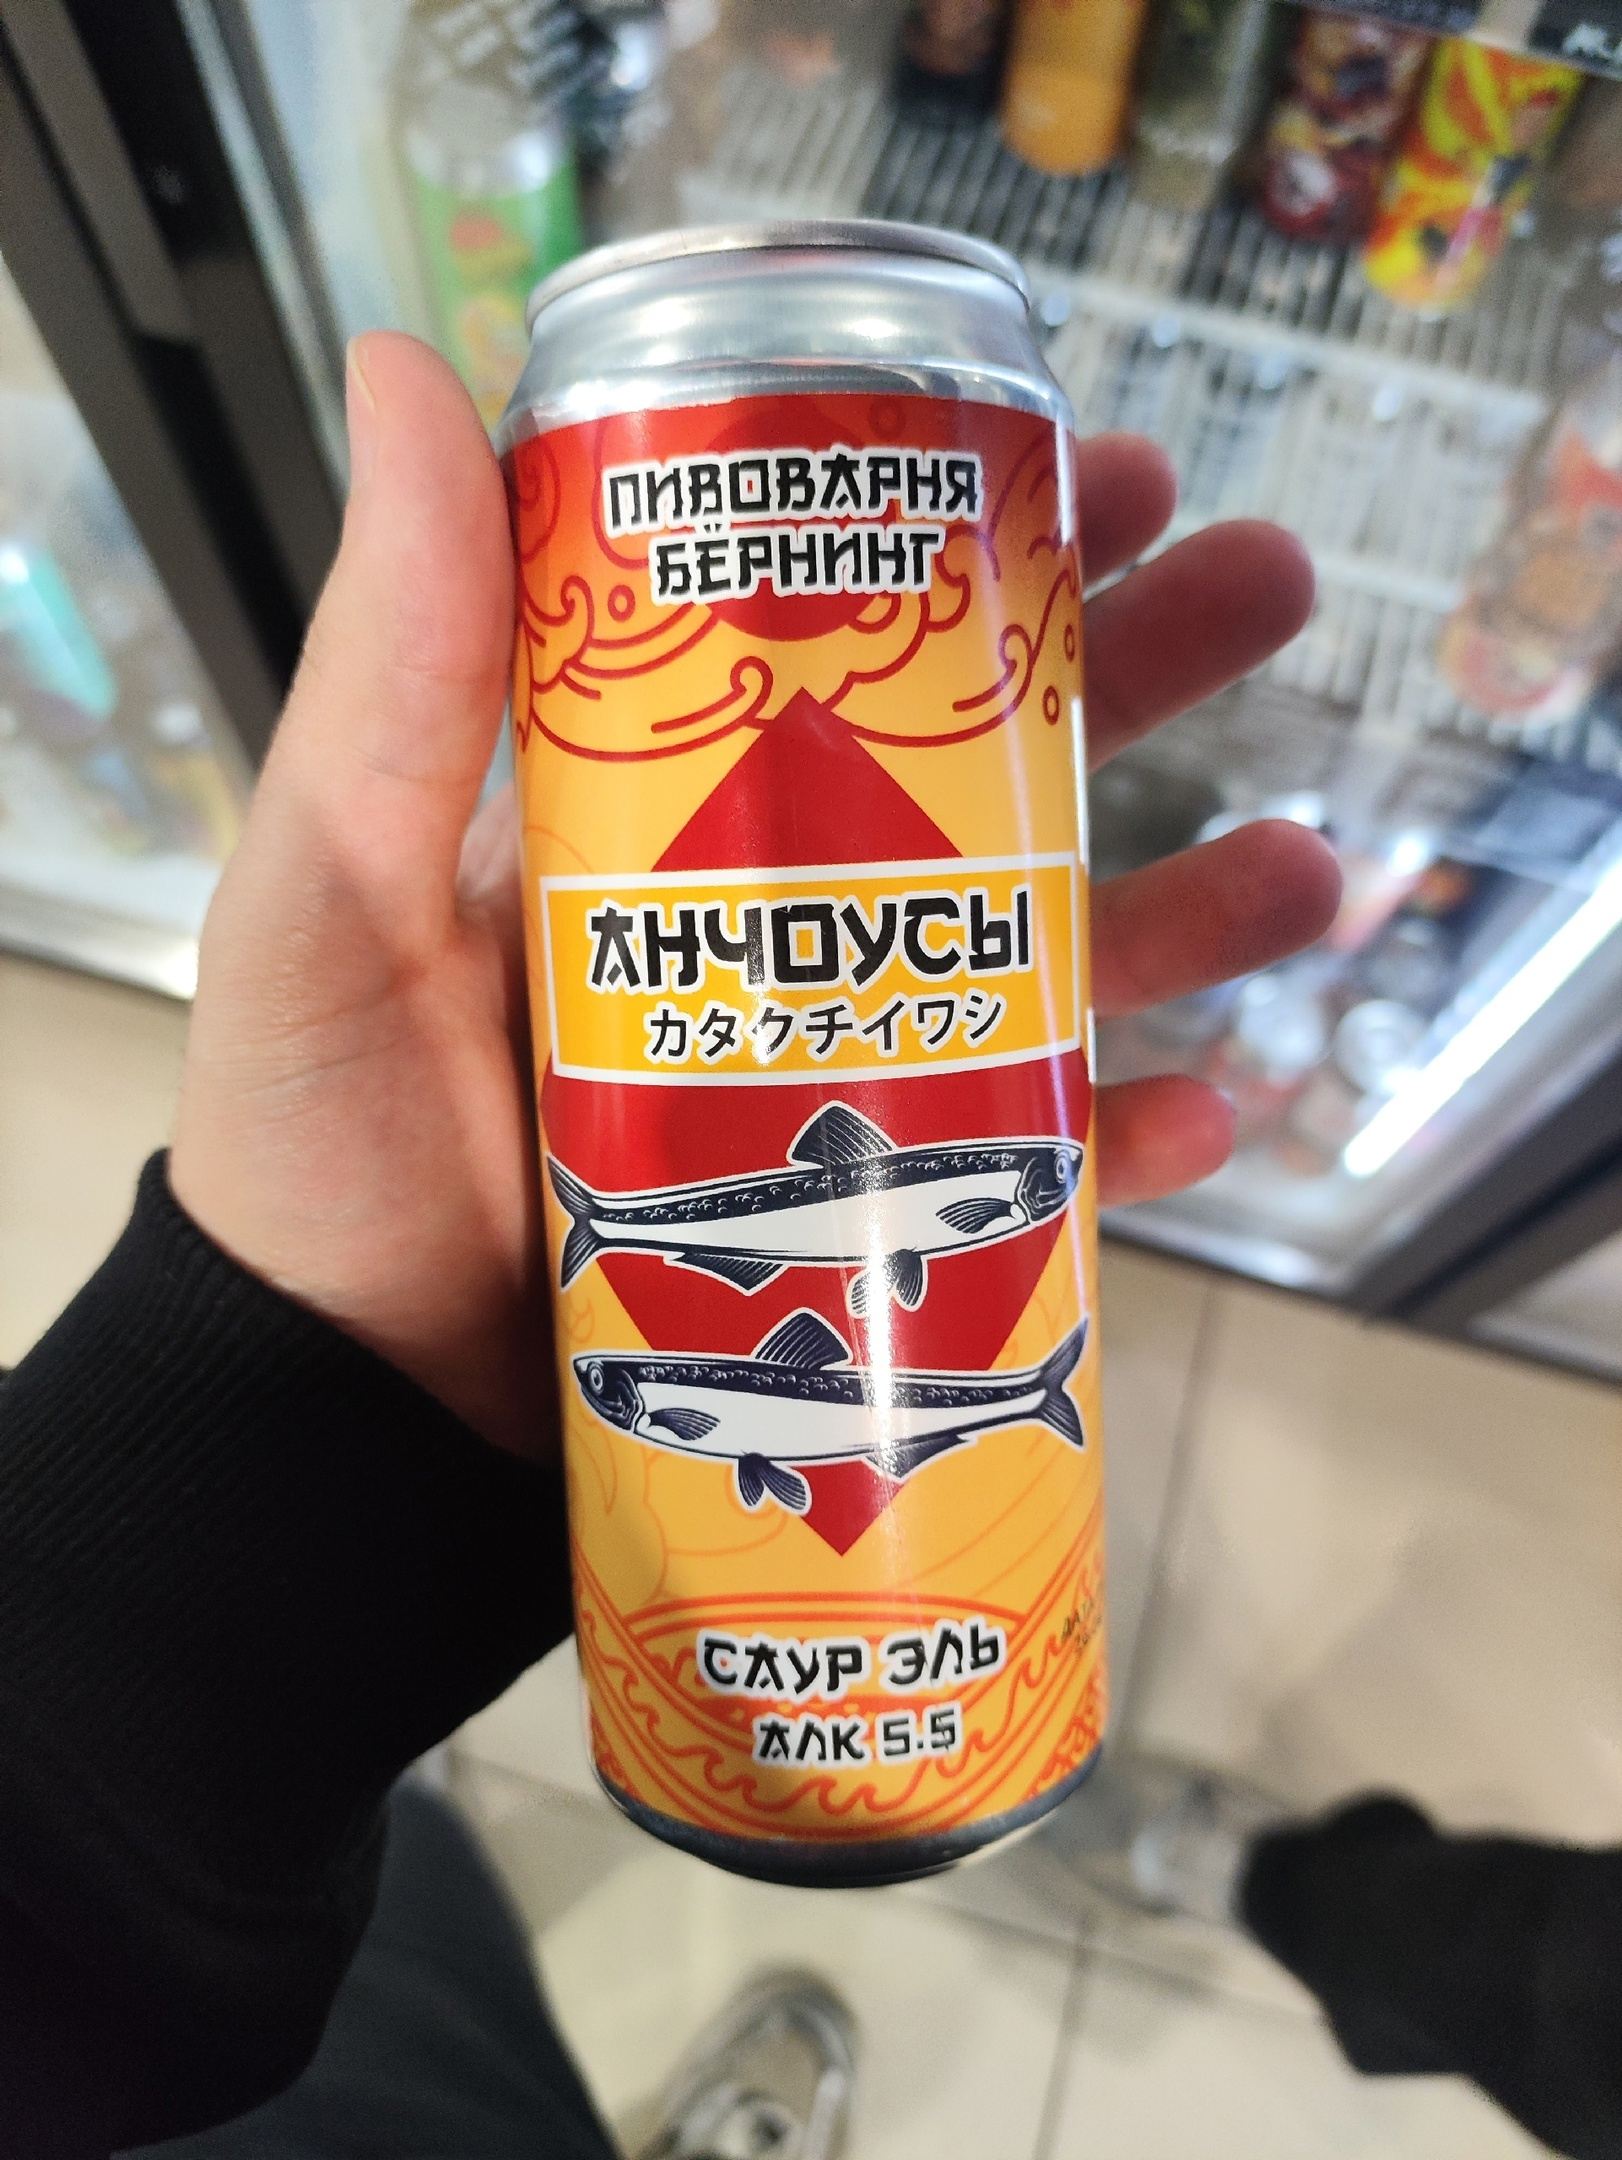 ПИВОВАРНЯ
БЁРНИНГ
АНЧОУСЫ
カタクチイワシ
САУР ЭЛЬ
АЛК 5.5